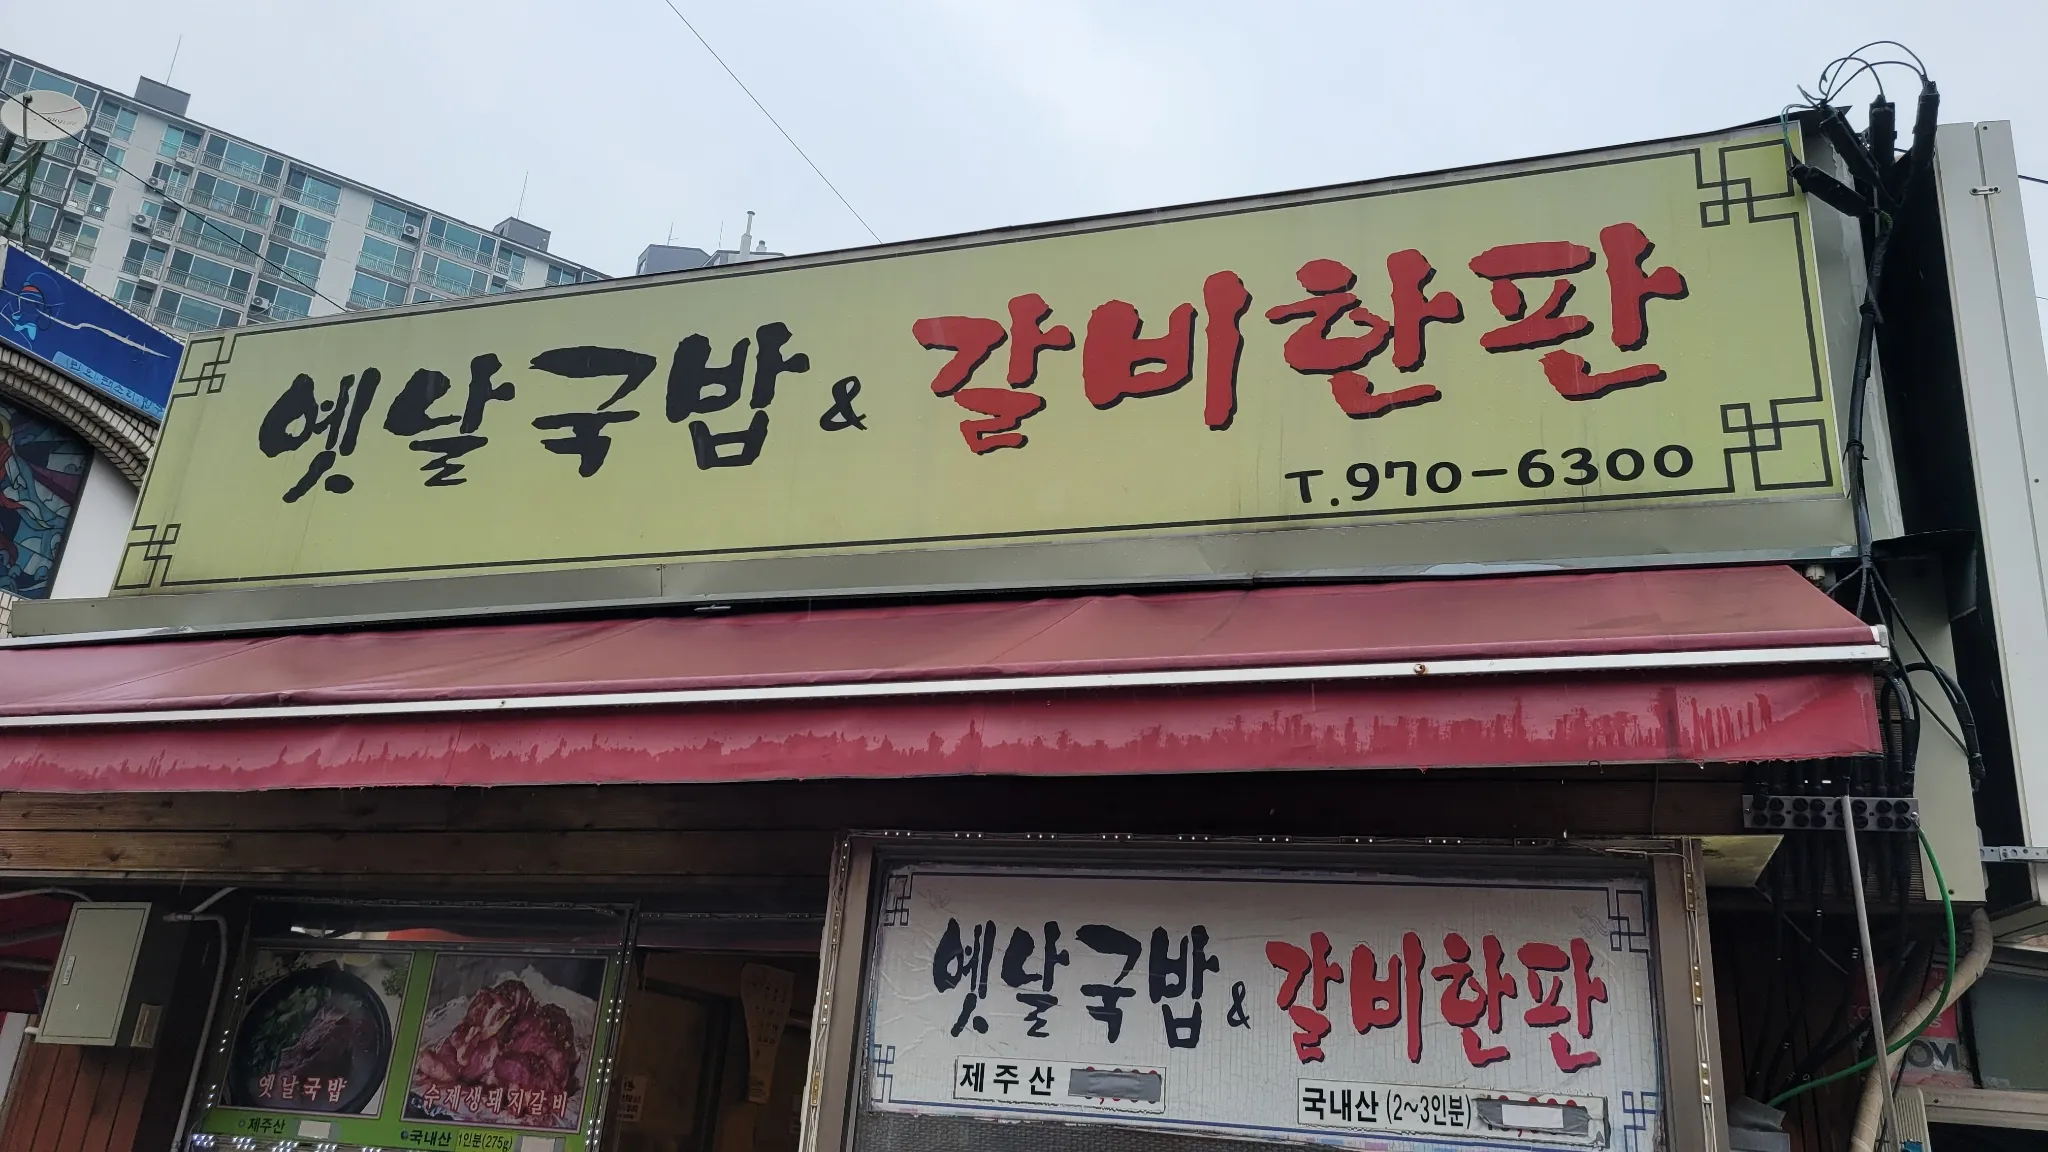 옛날국밥 & 갈비한판
T.970-6300
옛날국밥 & 갈비한판
제주산
국내산 (2~3인분)
옛날국밥
제주산
수제생돼지갈비
국내산 1인분(275g)